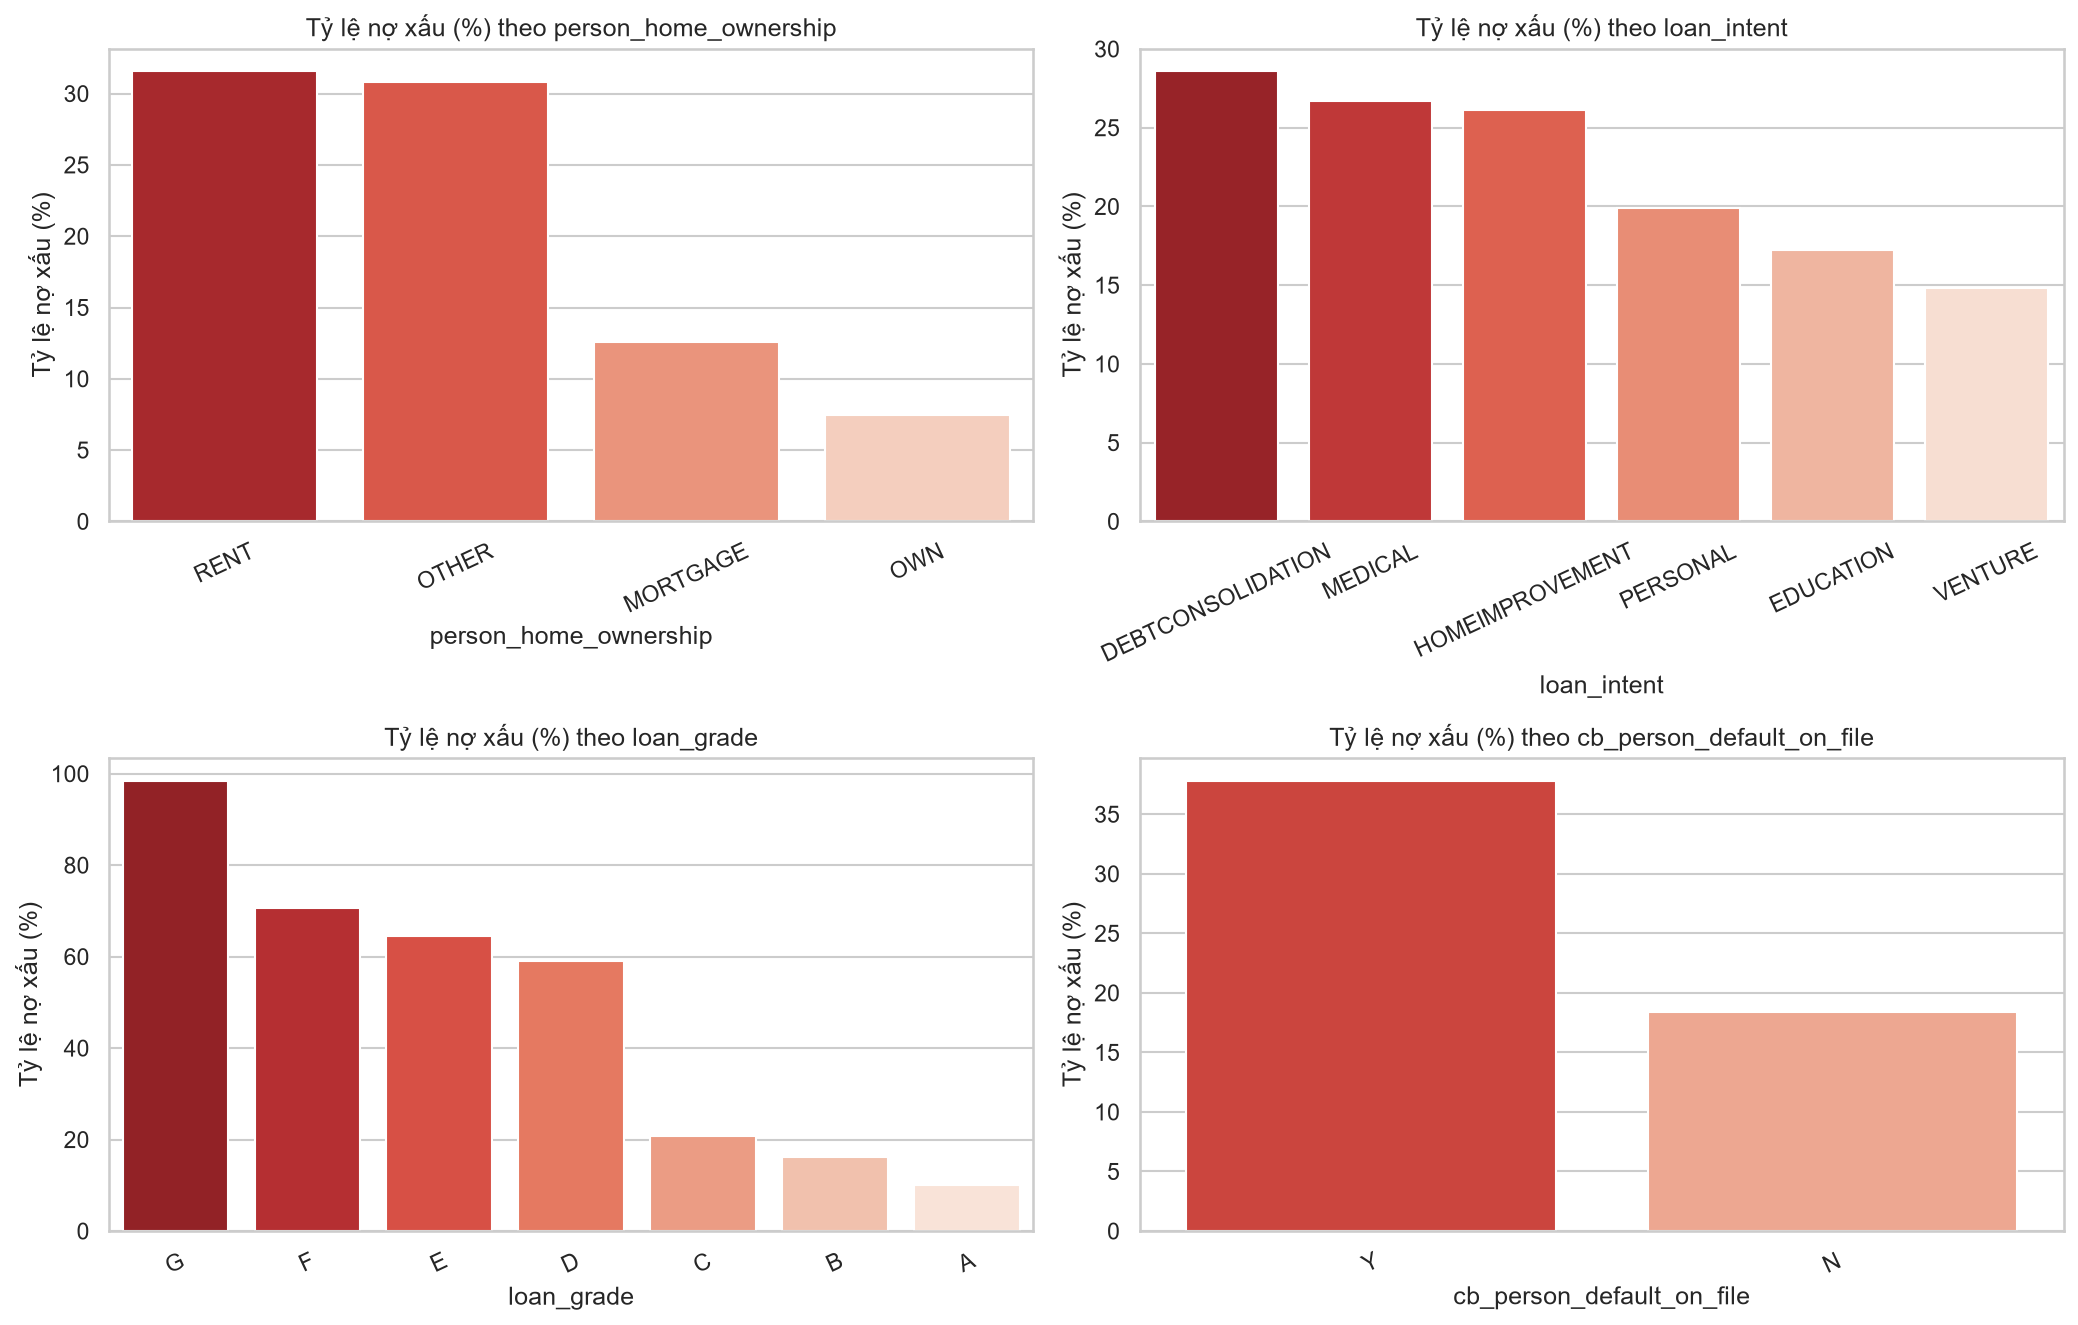 Tỷ lệ nợ xấu (%) theo person_home_ownership
Tỷ lệ nợ xấu (%)
30
25
20
15
10
5
0
RENT
OTHER
MORTGAGE
OWN
person_home_ownership
Tỷ lệ nợ xấu (%) theo loan_intent
Tỷ lệ nợ xấu (%)
30
25
20
15
10
5
0
DEBTCONSOLIDATION
MEDICAL
HOMEIMPROVEMENT
PERSONAL
EDUCATION
VENTURE
loan_intent
Tỷ lệ nợ xấu (%) theo loan_grade
Tỷ lệ nợ xấu (%)
100
80
60
40
20
0
G
F
E
D
C
B
A
loan_grade
Tỷ lệ nợ xấu (%) theo cb_person_default_on_file
Tỷ lệ nợ xấu (%)
35
30
25
20
15
10
5
0
Y
N
cb_person_default_on_file